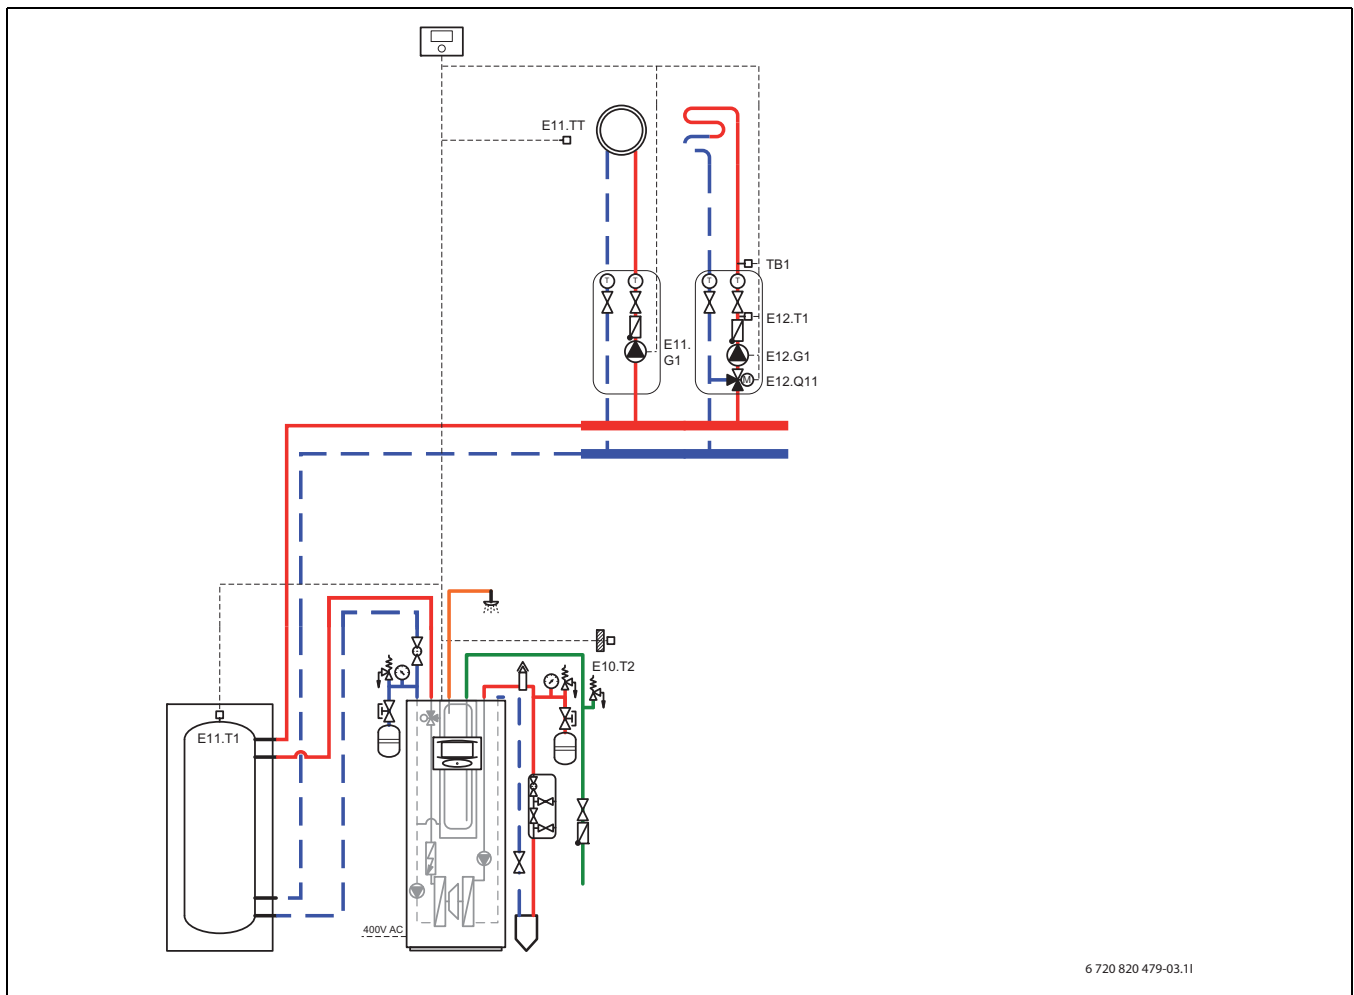 E11.TT
T
T
T
T
TB1
E12.T1
E11.
G1
E12.G1
M
E12.Q11
E10.T2
E11.T1
400V AC
6 720 820 479-03.1I